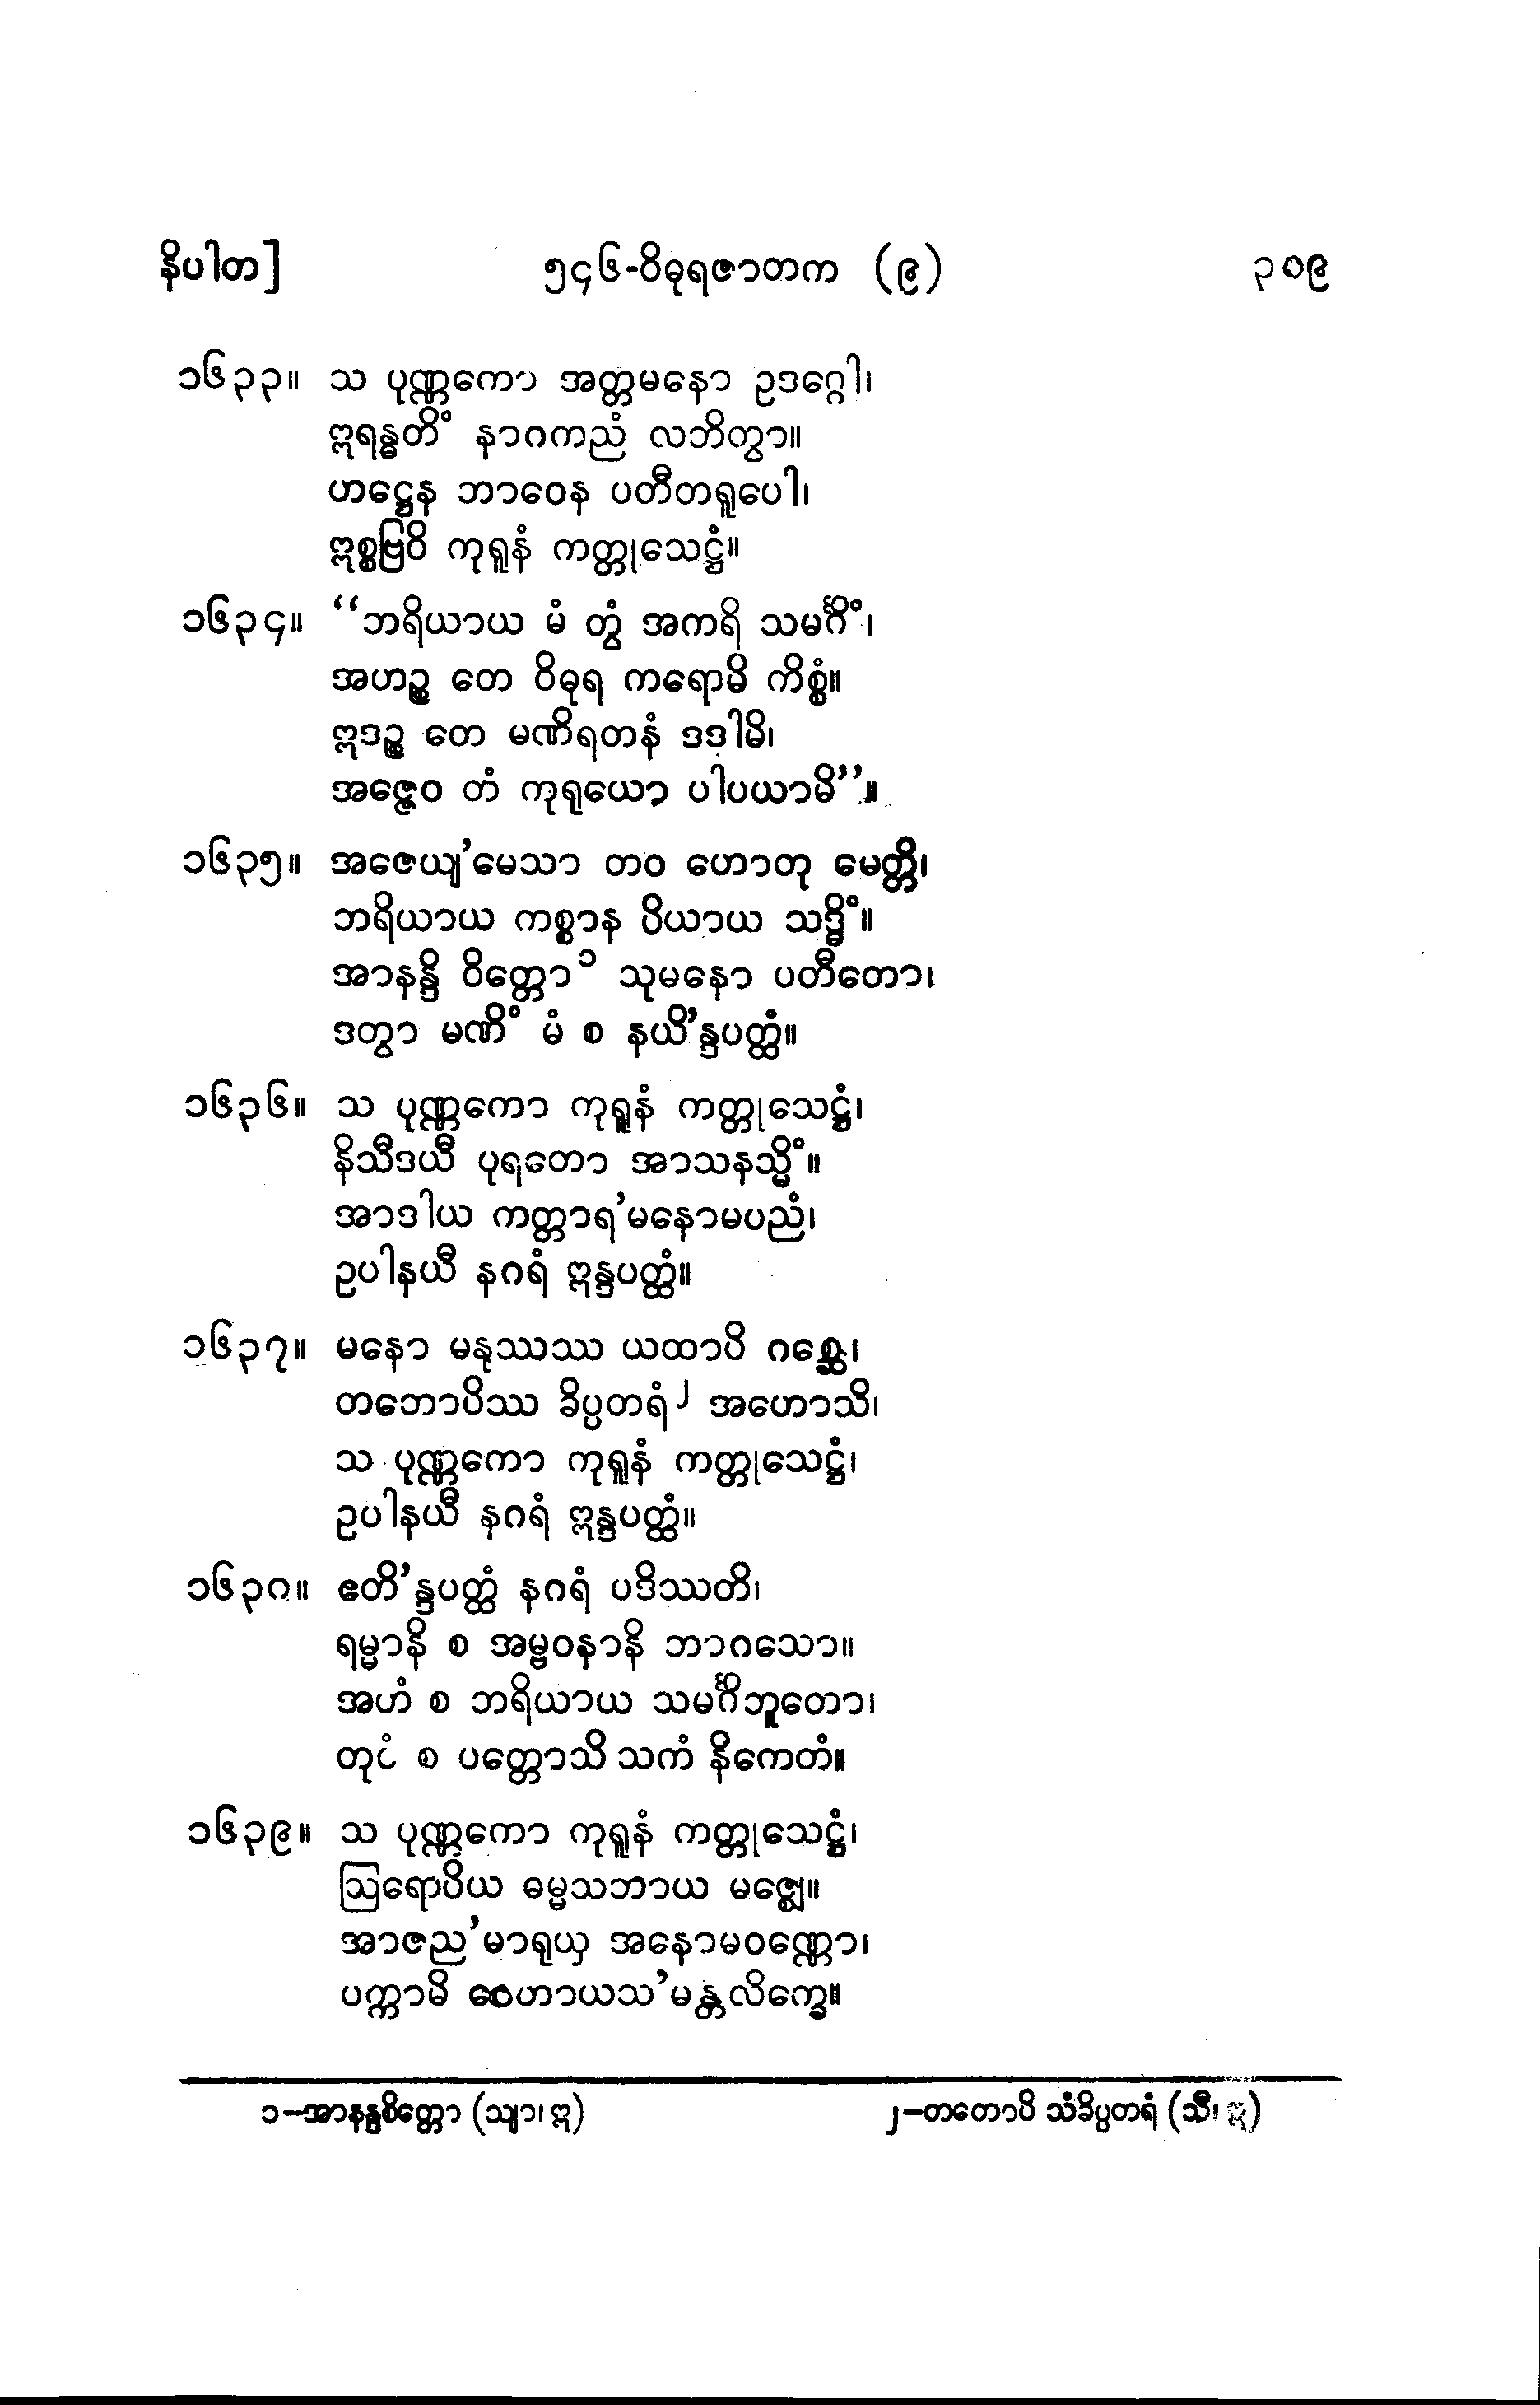 နိပါတ]	၅၄၆-ဝိဓုရဇာတက (၉)	၃၀၉
၁၆၃၃။ သ ပုဏ္ဏကော အတ္တမနော ဥဒဂ္ဂေါ၊
ဣရန္ဓတိံ နာဂကညံ လဘိတွာ။
ဟဋ္ဌေန ဘာဝေန ပတီတရူပေါ၊
ဣစ္စဗြဝိ ကုရူနံ ကတ္တုသေဋ္ဌံ။
၁၆၃၄။ “ဘရိယာယ မံ တွံ အကရိ သမင်္ဂိံ၊
အဟဉ္စ တေ ဝိဓုရ ကရောမိ ကိစ္စံ။
ဣဒဉ္စ တေ မဏိရတနံ ဒဒါမိ၊
အဇ္ဇေဝ တံ ကုရုယော ပါပယာမိ”။
၁၆၃၅။ အဇေယျ’မေသာ တဝ ဟောတု မေတ္တိ၊
ဘရိယာယ ကစ္စာန ပိယာယ သဒ္ဓိံ။
အာနန္ဒိ ဝိတ္တော၁ သုမနော ပတီတော၊
ဒတွာ မဏိံ မံ စ နယိ’န္ဒပတ္ထံ။
၁၆၃၆။ သ ပုဏ္ဏကော ကုရူနံ ကတ္တုသေဋ္ဌံ၊
နိသီဒယီ ပုရတော အာသနသ္မိံ။
အာဒါယ ကတ္တာရ’မနောမပညံ၊
ဥပါနယီ နဂရံ ဣန္ဒပတ္ထံ။
၁၆၃၇။ မနော မနုဿဿ ယထာပိ ဂစ္ဆေ၊
တတောပိဿ ခိပ္ပတရံ၂ အဟောသိ၊
သ ပုဏ္ဏကော ကုရူနံ ကတ္တုသေဋ္ဌံ၊
ဥပါနယီ နဂရံ ဣန္ဒပတ္ထံ။
၁၆၃၈။ ဧတိ’န္ဒပတ္ထံ နဂရံ ပဒိဿတိ၊
ရမ္မာနိ စ အမ္ဗဝနာနိ ဘာဂသော။
အဟံ စ ဘရိယာယ သမင်္ဂိဘူတော၊
တုဝံ စ ပတ္တောသိ သကံ နိကေတံ။
၁၆၃၉။ သ ပုဏ္ဏကော ကုရူနံ ကတ္တုသေဋ္ဌံ၊
ဩရောပိယ ဓမ္မသဘာယ မဇ္ဈေ။
အာဇည’မာရုယှ အနောမဝဏ္ဏော၊
ပက္ကာမိ ဝေဟာယသ’မန္တလိက္ခေ။
၁–အာနန္ဒစိတ္တော (သျာ၊ ဣ)	၂–တတောပိ သံခိပ္ပတရံ (သီ၊ ဣ)